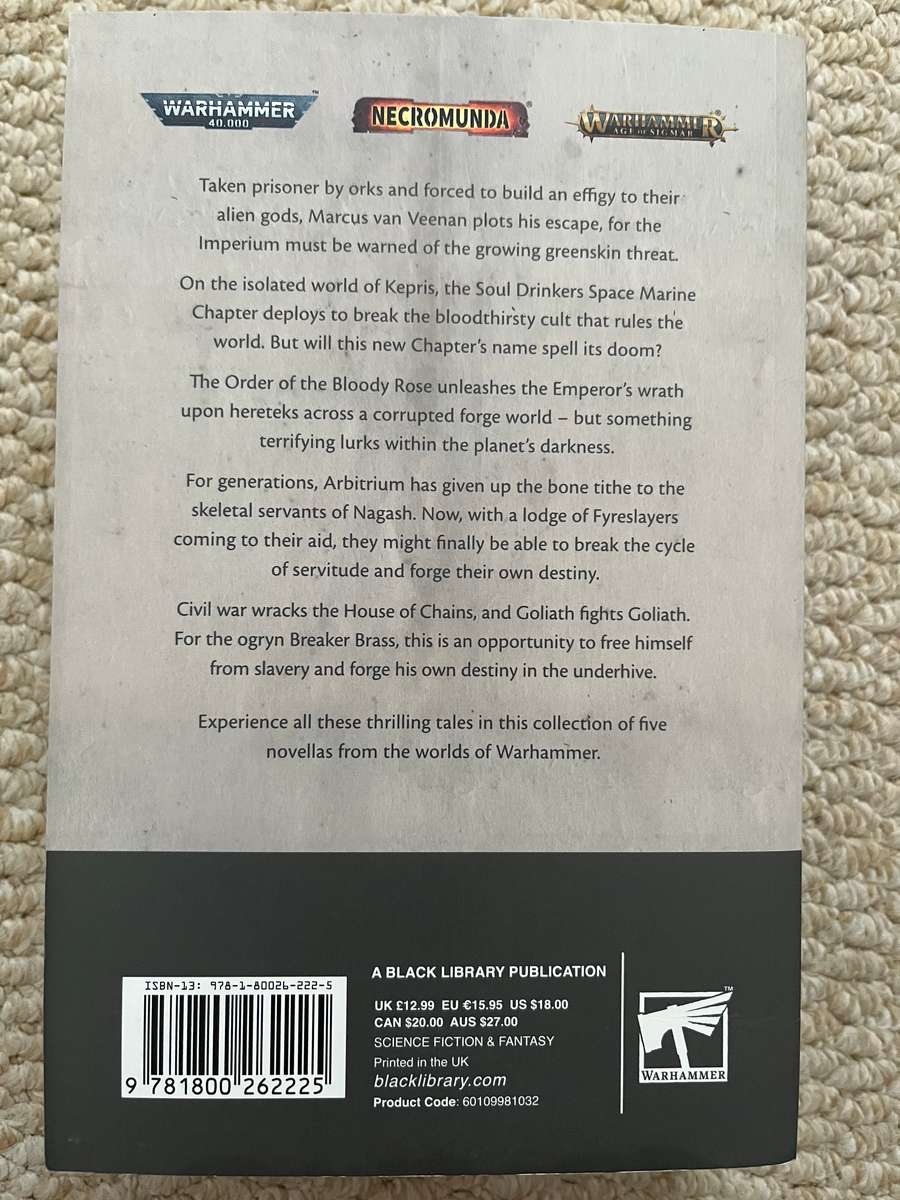 WARHAMMER™
40,000
NECROMUNDA®
WARHAMMER®
AGE OF SIGMAR
Taken prisoner by orks and forced to build an effigy to their
alien gods, Marcus van Veenan plots his escape, for the
Imperium must be warned of the growing greenskin threat.
On the isolated world of Kepris, the Soul Drinkers Space Marine
Chapter deploys to break the bloodthirsty cult that rules the
world. But will this new Chapter's name spell its doom?
The Order of the Bloody Rose unleashes the Emperor's wrath
upon hereteks across a corrupted forge world – but something
terrifying lurks within the planet's darkness.
For generations, Arbitrium has given up the bone tithe to the
skeletal servants of Nagash. Now, with a lodge of Fyreslayers
coming to their aid, they might finally be able to break the cycle
of servitude and forge their own destiny.
Civil war wracks the House of Chains, and Goliath fights Goliath.
For the ogryn Breaker Brass, this is an opportunity to free himself
from slavery and forge his own destiny in the underhive.
Experience all these thrilling tales in this collection of five
novellas from the worlds of Warhammer.
ISBN-13: 978-1-80026-222-5
9 781800 262225
A BLACK LIBRARY PUBLICATION
UK £12.99 EU €15.95 US $18.00
CAN $20.00 AUS $27.00
SCIENCE FICTION & FANTASY
Printed in the UK
blacklibrary.com
Product Code: 60109981032
™
WARHAMMER